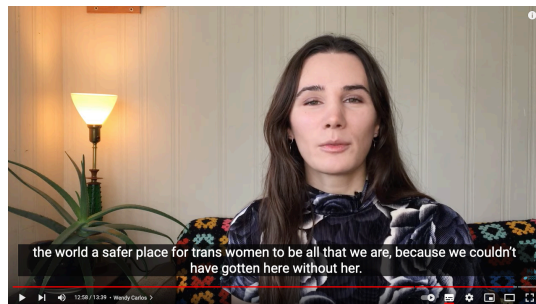 the world a safer place for trans women to be all that we are, because we couldn't
have gotten here without her.
12:58 / 13:39 • Wendy Carlos >